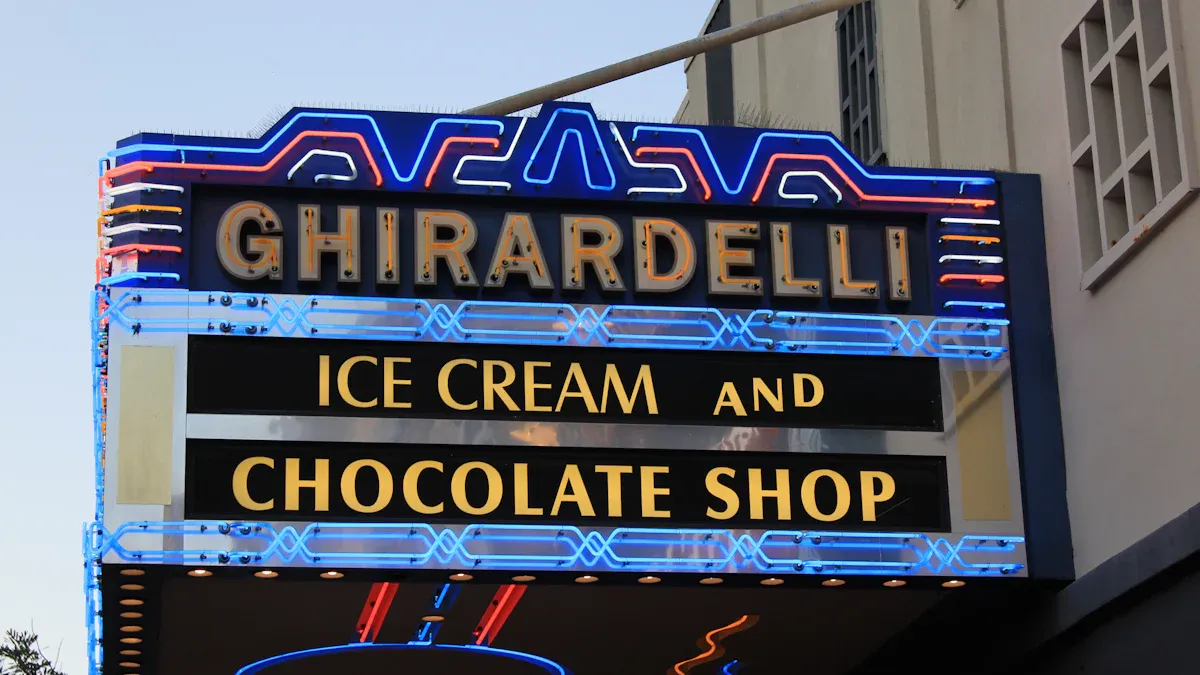 GHIRARDELLI
ICE CREAM AND
CHOCOLATE SHOP